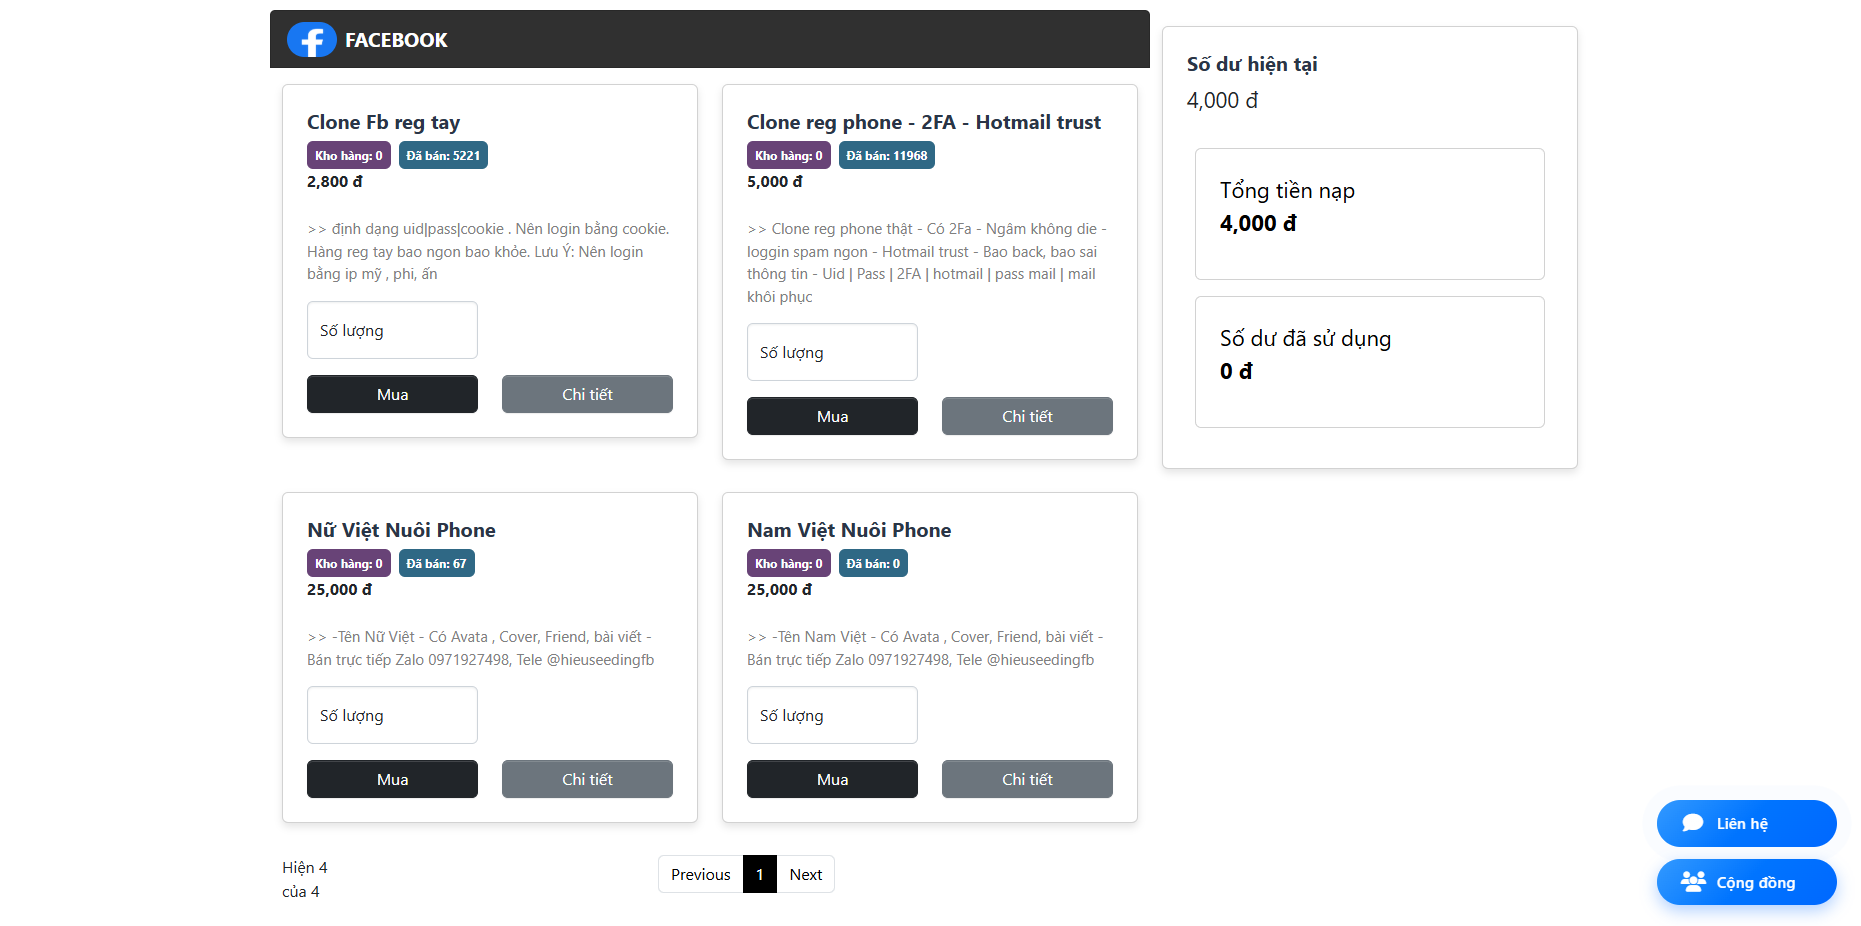 FACEBOOK
Clone Fb reg tay
Kho hàng: 0 Đã bán: 5221
2,800 đ
>> định dạng uid|pass|cookie . Nên login bằng cookie.
Hàng reg tay bao ngon bao khỏe. Lưu Ý: Nên login
bằng ip mỹ , phi, ấn
Số lượng
Mua Chi tiết
Clone reg phone - 2FA - Hotmail trust
Kho hàng: 0 Đã bán: 11968
5,000 đ
>> Clone reg phone thật - Có 2Fa - Ngâm không die -
loggin spam ngon - Hotmail trust - Bao back, bao sai
thông tin - Uid | Pass | 2FA | hotmail | pass mail | mail
khôi phục
Số lượng
Mua Chi tiết
Nữ Việt Nuôi Phone
Kho hàng: 0 Đã bán: 67
25,000 đ
>> -Tên Nữ Việt - Có Avata , Cover, Friend, bài viết -
Bán trực tiếp Zalo 0971927498, Tele @hieuseedingfb
Số lượng
Mua Chi tiết
Nam Việt Nuôi Phone
Kho hàng: 0 Đã bán: 0
25,000 đ
>> -Tên Nam Việt - Có Avata , Cover, Friend, bài viết -
Bán trực tiếp Zalo 0971927498, Tele @hieuseedingfb
Số lượng
Mua Chi tiết
Hiện 4
của 4
Previous 1 Next
Số dư hiện tại
4,000 đ
Tổng tiền nạp
4,000 đ
Số dư đã sử dụng
0 đ
Liên hệ
Cộng đồng